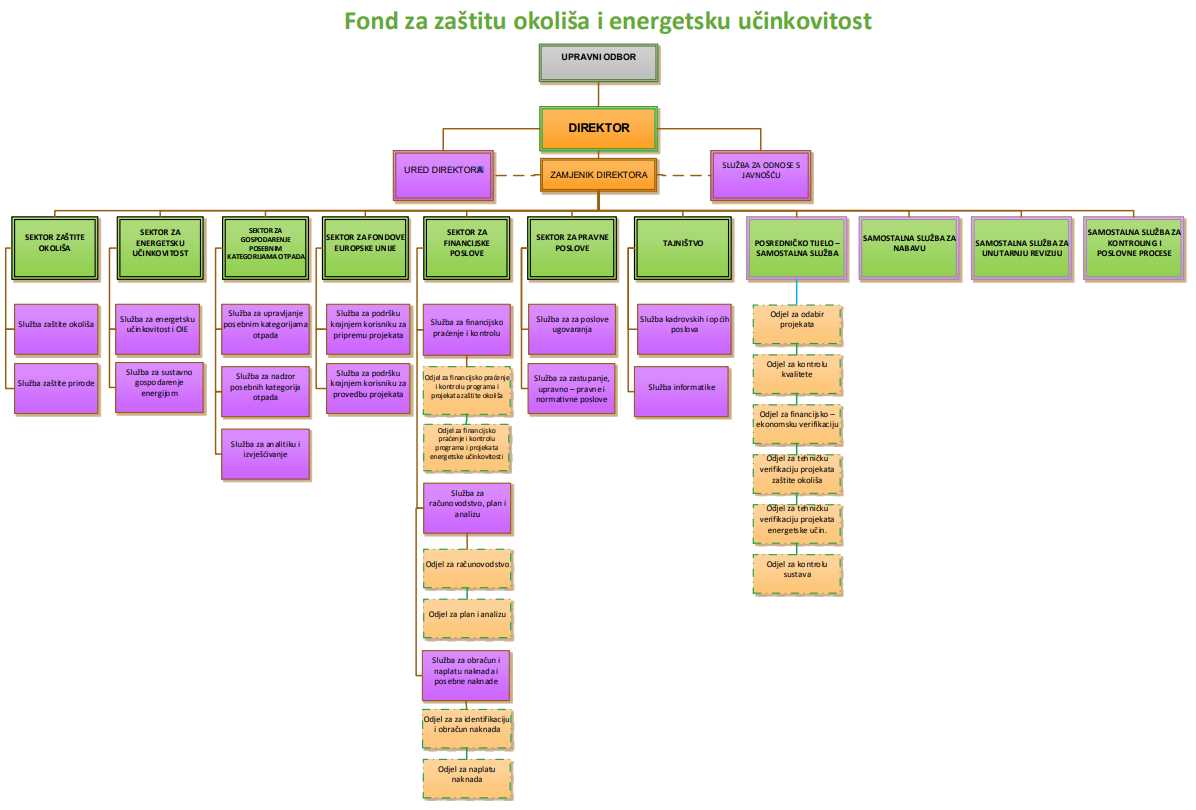 Fond za zaštitu okoliša i energetsku učinkovitost
UPRAVNI ODBOR
DIREKTOR
URED DIREKTORA
ZAMJENIK DIREKTORA
SLUŽBA ZA ODNOSE S
JAVNOŠĆU
SEKTOR ZAŠTITE
OKOLIŠA
Služba zaštite okoliša
Služba zaštite prirode
SEKTOR ZA
ENERGETSKU
UČINKOVITOST
Služba za energetsku
učinkovitost i OIE
Služba za sustavno
gospodarenje
energijom
SEKTOR ZA
GOSPODARENJE
POSEBNIM
KATEGORIJAMA OTPADA
Služba za upravljanje
posebnim kategorijama
otpada
Služba za nadzor
posebnih kategorija
otpada
Služba za analitiku i
izvješćivanje
SEKTOR ZA FONDOVE
EUROPSKE UNIJE
Služba za podršku
krajnjem korisniku za
pripremu projekata
Služba za podršku
krajnjem korisniku za
provedbu projekata
SEKTOR ZA
FINANCIJSKE
POSLOVE
Služba za financijsko
praćenje i kontrolu
Odjel za financijsko praćenje
i kontrolu programa i
projekata zaštite okoliša
Odjel za financijsko
praćenje i kontrolu
programa i projekata
energetske učinkovitosti
Služba za
računovodstvo, plan i
analizu
Odjel za računovodstvo
Odjel za plan i analizu
Služba za obračun i
naplatu naknada i
posebne naknade
Odjel za za identifikaciju
i obračun naknada
Odjel za naplatu
naknada
SEKTOR ZA PRAVNE
POSLOVE
Služba za za poslove
ugovaranja
Služba za zastupanje,
upravno – pravne i
normativne poslove
TAJNIŠTVO
Služba kadrovskih i općih
poslova
Služba informatike
POSREDNIČKO TIJELO –
SAMOSTALNA SLUŽBA
Odjel za odabir
projekata
Odjel za kontrolu
kvalitete
Odjel za financijsko –
ekonomsku verifikaciju
Odjel za tehničku
verifikaciju projekata
zaštite okoliša
Odjel za tehničku
verifikaciju projekata
energetske učin.
Odjel za kontrolu
sustava
SAMOSTALNA SLUŽBA ZA
NABAVU
SAMOSTALNA SLUŽBA ZA
UNUTARNJU REVIZIJU
SAMOSTALNA SLUŽBA ZA
KONTROLING I
POSLOVNE PROCESE